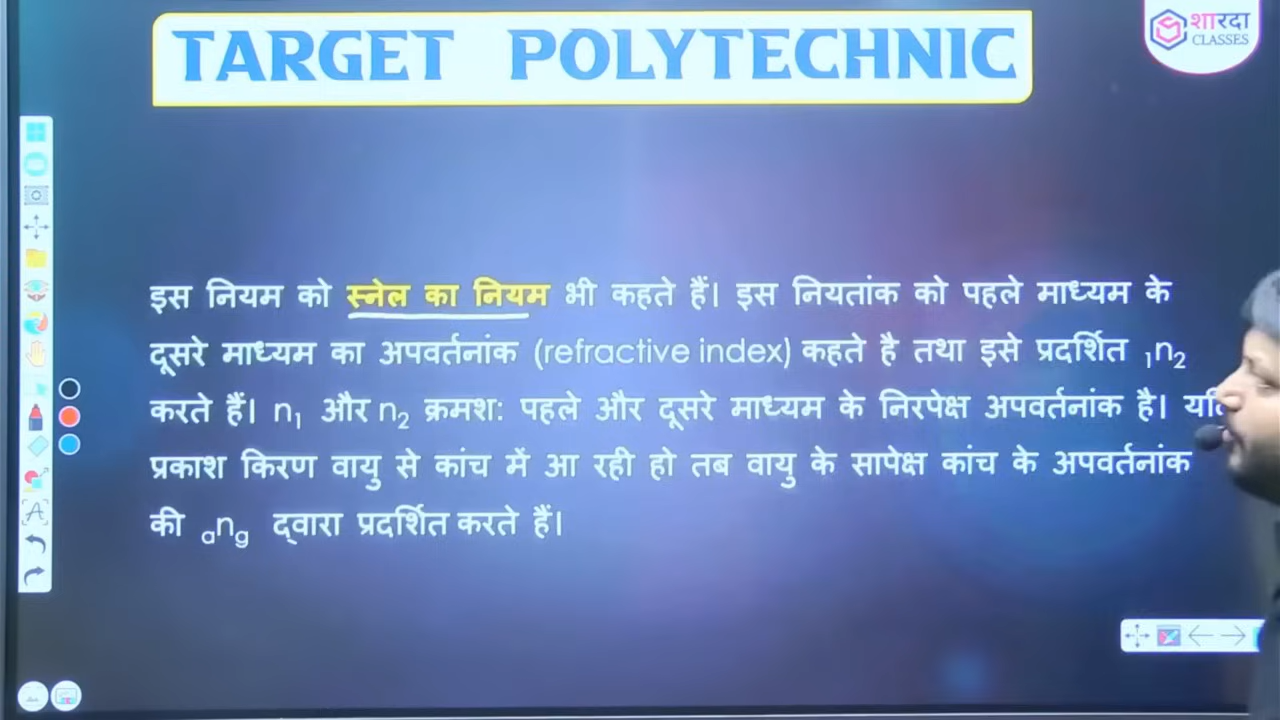 TARGET POLYTECHNIC
शारदा
CLASSES
इस नियम को स्नेल का नियम भी कहते हैं। इस नियतांक को पहले माध्यम के
दूसरे माध्यम का अपवर्तनांक (refractive index) कहते है तथा इसे प्रदर्शित ₁n₂
करते हैं। n₁ और n₂ क्रमश: पहले और दूसरे माध्यम के निरपेक्ष अपवर्तनांक है।
प्रकाश किरण वायु से कांच में आ रही हो तब वायु के सापेक्ष कांच के अपवर्तनांक
की ₐng द्वारा प्रदर्शित करते हैं।